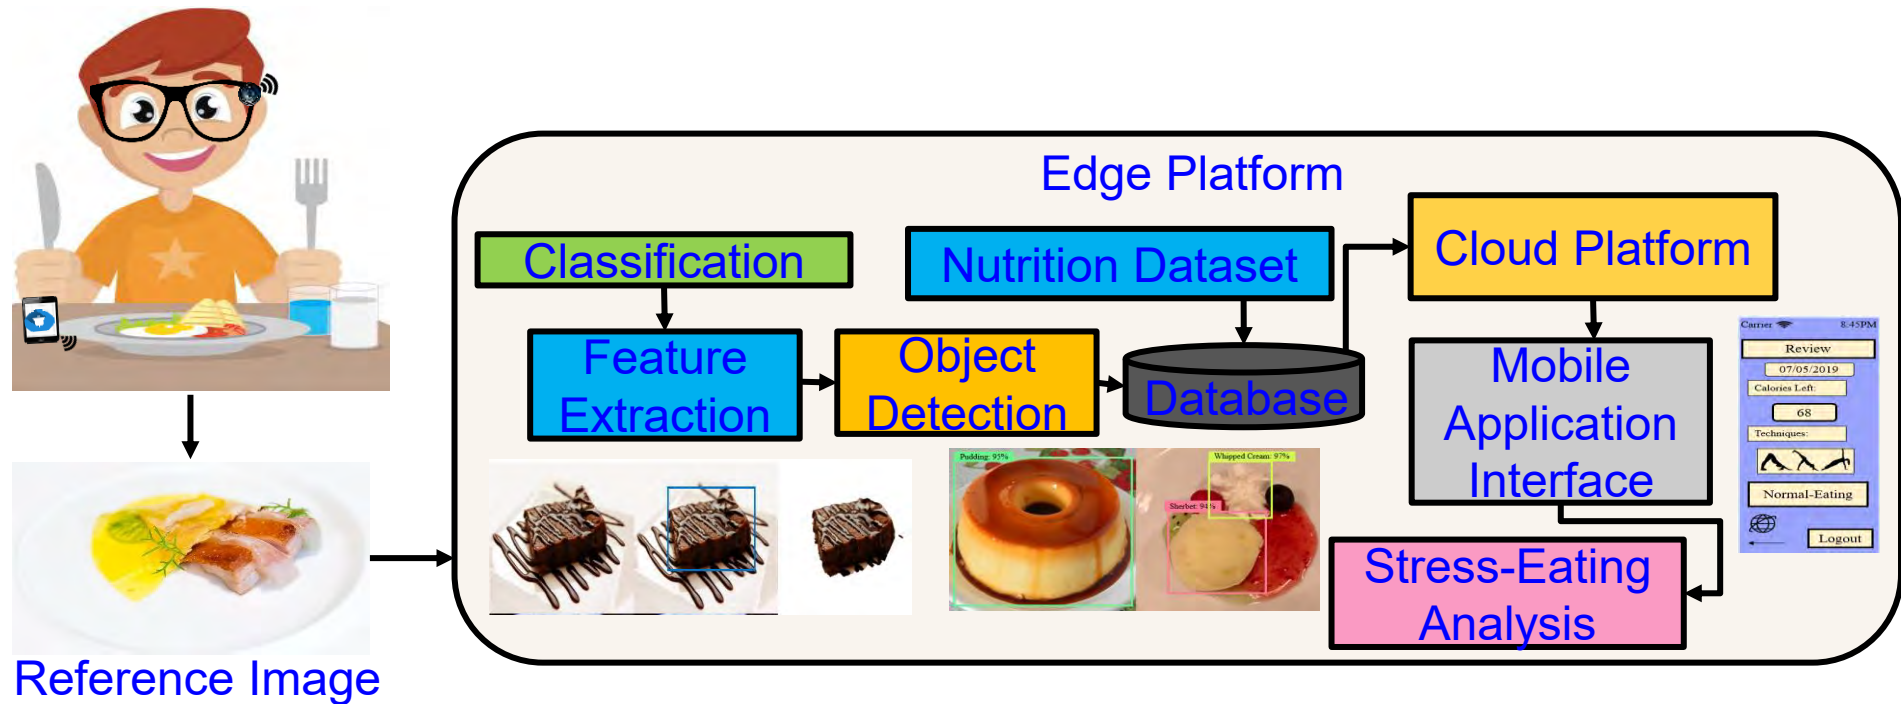 Edge Platform
Classification
Nutrition Dataset
Cloud Platform
Feature
Extraction
Object
Detection
Database
Mobile
Application
Interface
Carrier 8:45PM
Review
07/05/2019
Calories Left:
68
Techniques:
Normal-Eating
Logout
Pudding: 95%
Whipped Cream: 97%
Sherbet: 94%
Stress-Eating
Analysis
Reference Image